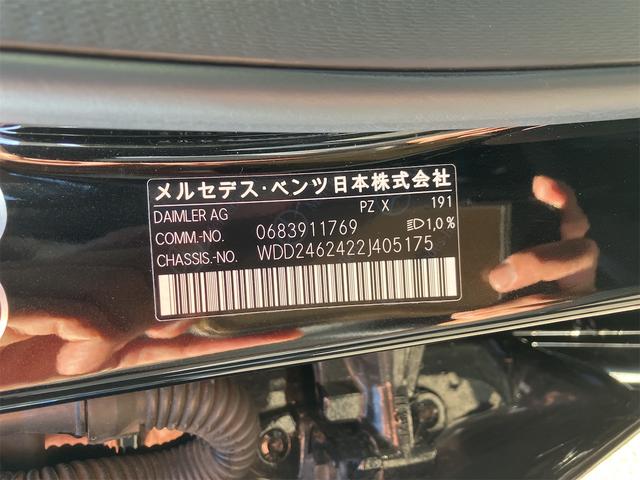 メルセデス・ベンツ日本株式会社
DAIMLER AG PZ X 191
COMM.-NO. 0683911769 1,0%
CHASSIS.-NO. WDD2462422J405175